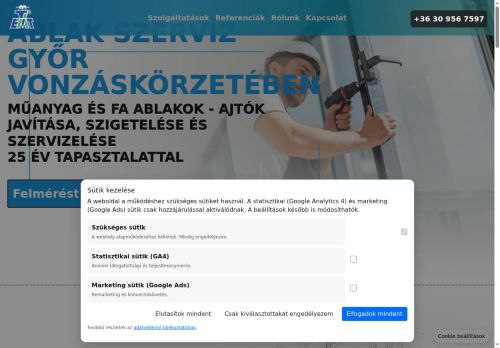 Szolgáltatások Referenciák Rólunk Kapcsolat
+36 30 956 7597
ABLAK SZERVIZ
GYŐR
VONZÁSKÖRZETÉBEN
MŰANYAG ÉS FA ABLAKOK - AJTÓK
JAVÍTÁSA, SZIGETELÉSE ÉS
SZERVIZELÉSE
25 ÉV TAPASZTALATTAL
Felmérést
Sütik kezelése
A weboldal a működéshez szükséges sütiket használ. A statisztikai (Google Analytics 4) és marketing
(Google Ads) sütik csak hozzájárulással aktiválódnak. A beállítások később is módosíthatók.
Szükséges sütik
A webhely alapműködéséhez kellenek. Mindig engedélyezve.
Statisztikai sütik (GA4)
Anonim látogatottsági és teljesítménymérés.
Marketing sütik (Google Ads)
Remarketing és konverziókövetés.
Elutasítok mindent Csak kiválasztottakat engedélyezem Elfogadok mindent
További részletek az adatvédelmi tájékoztatóban.
Cookie beállítások